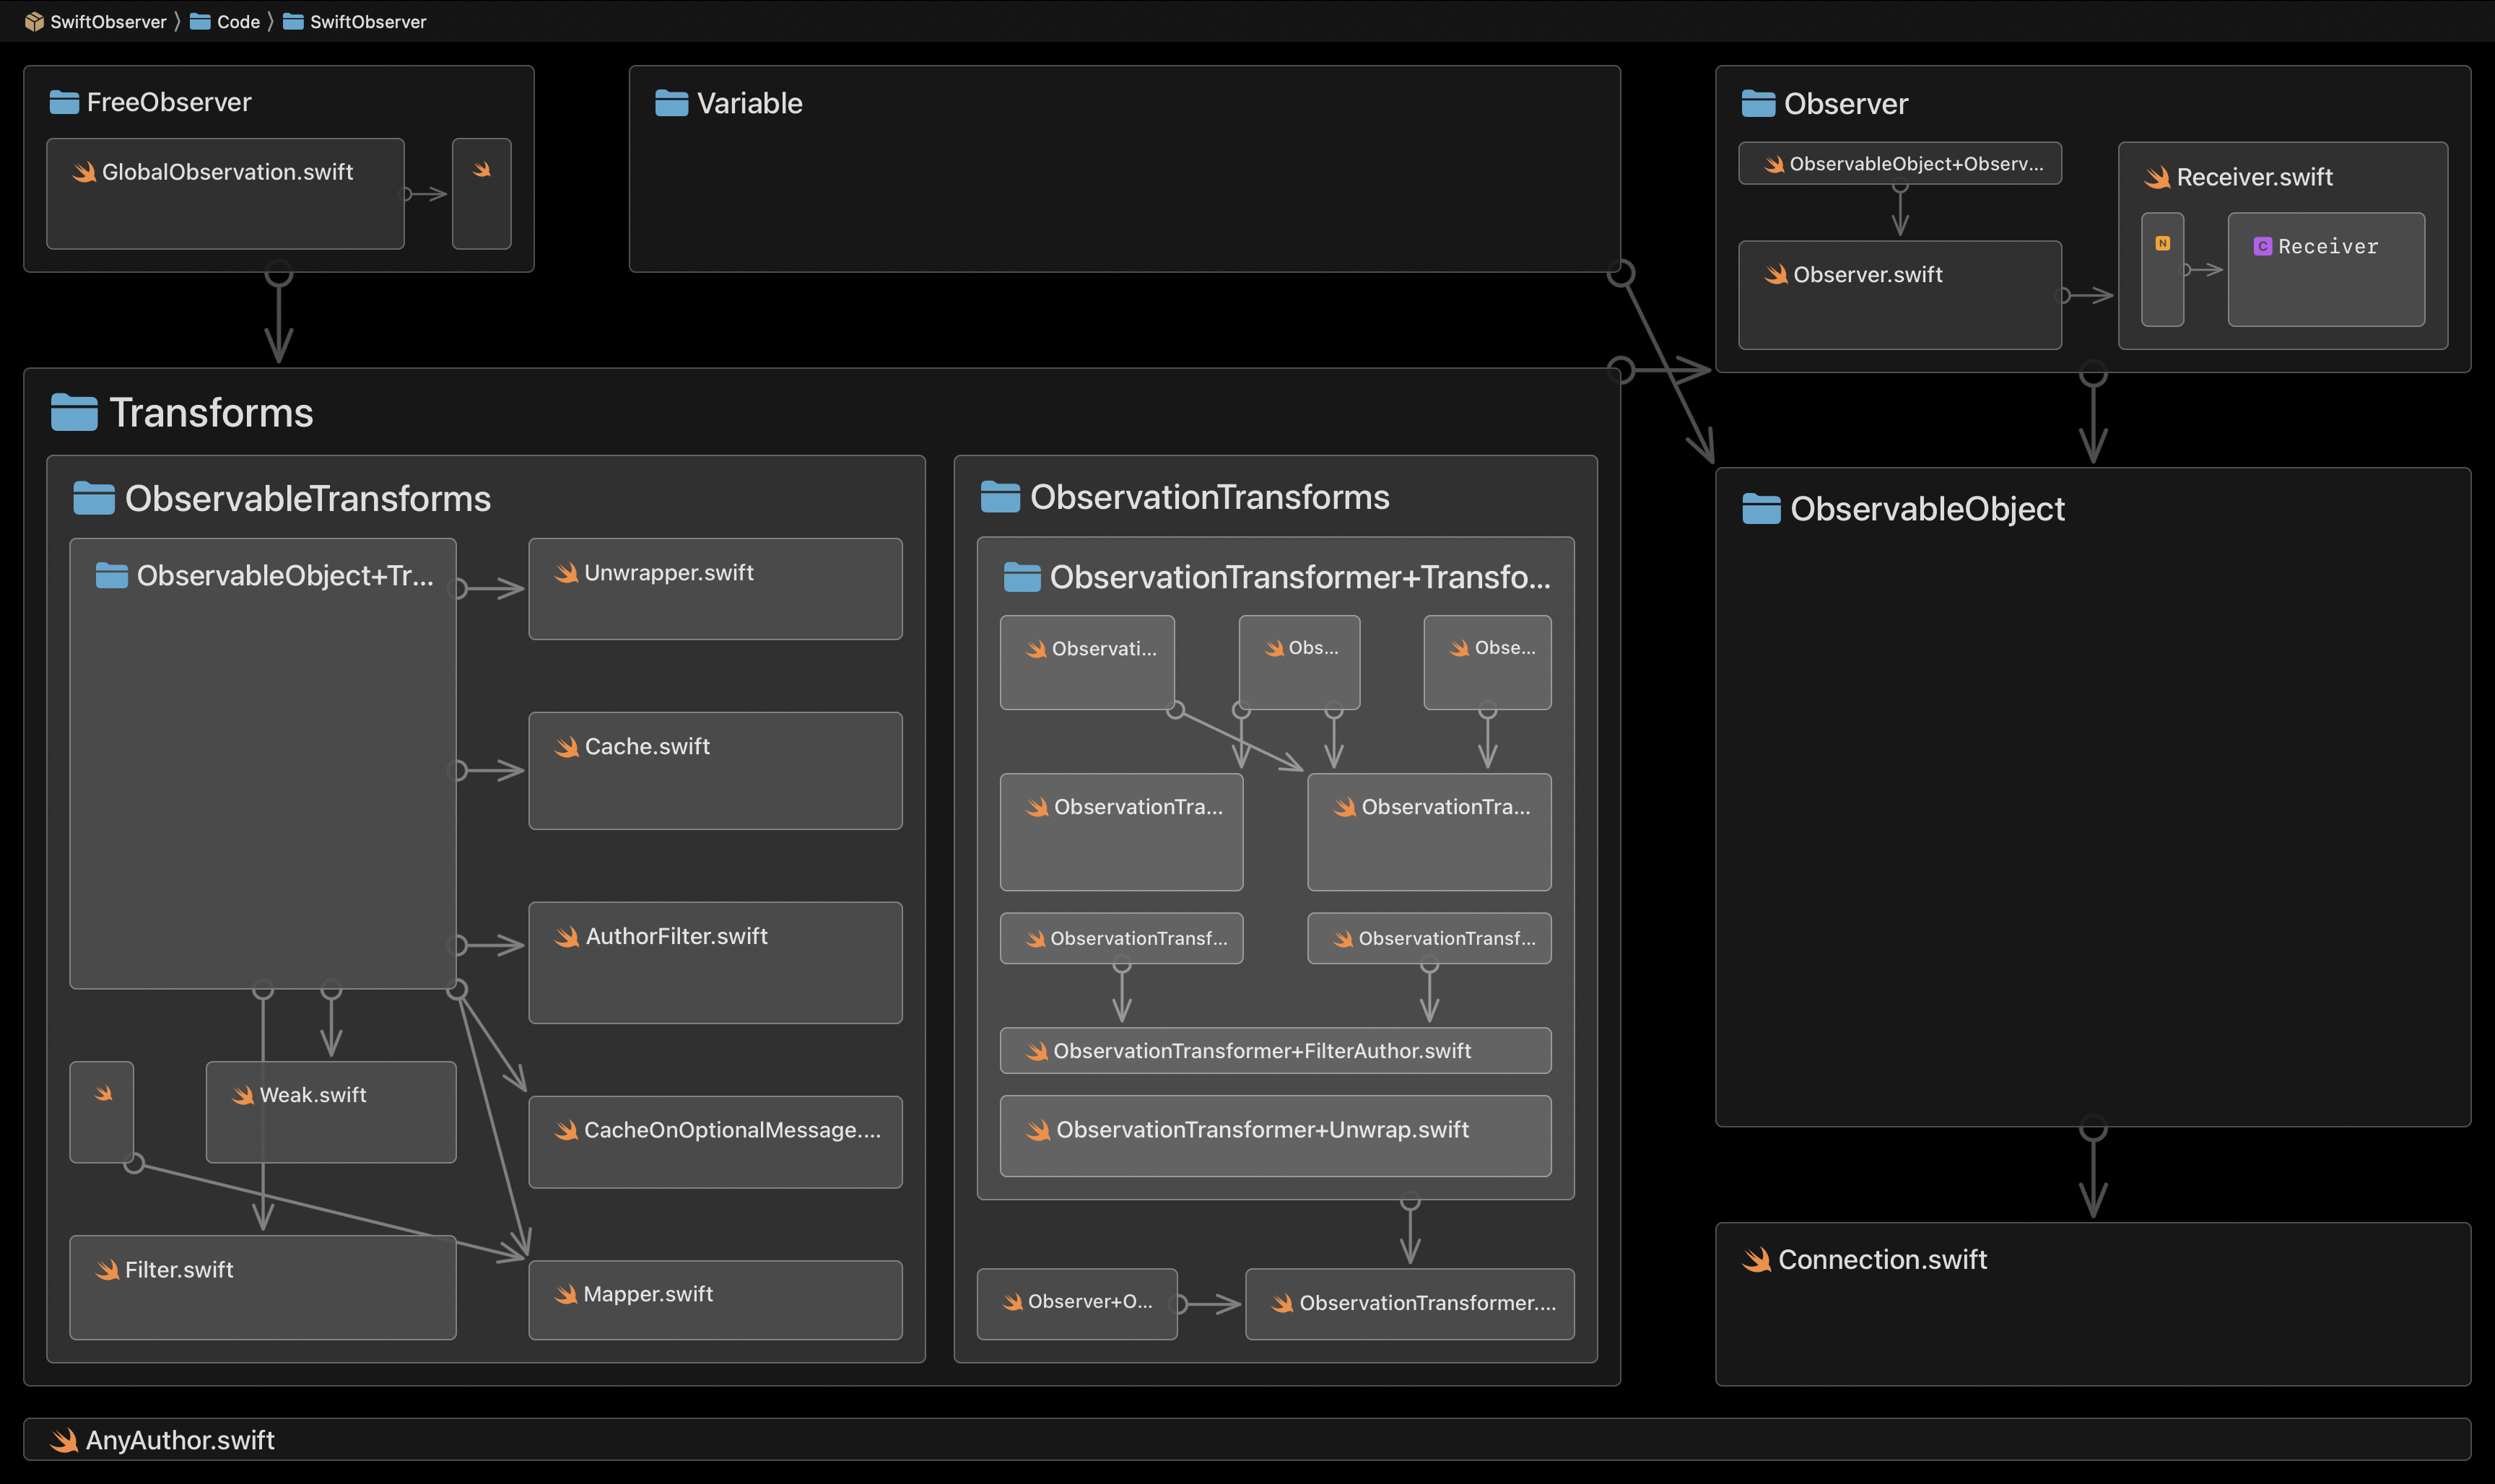 SwiftObserver 〉 Code 〉 SwiftObserver
FreeObserver
GlobalObservation.swift
Variable
Observer
ObservableObject+Observ...
Observer.swift
Receiver.swift
N
C Receiver
Transforms
ObservableTransforms
ObservableObject+Tr...
Unwrapper.swift
Cache.swift
AuthorFilter.swift
Weak.swift
CacheOnOptionalMessage....
Filter.swift
Mapper.swift
ObservationTransforms
ObservationTransformer+Transfo...
Observati...
Obs...
Obse...
ObservationTra...
ObservationTra...
ObservationTransf...
ObservationTransf...
ObservationTransformer+FilterAuthor.swift
ObservationTransformer+Unwrap.swift
Observer+O...
ObservationTransformer....
ObservableObject
Connection.swift
AnyAuthor.swift